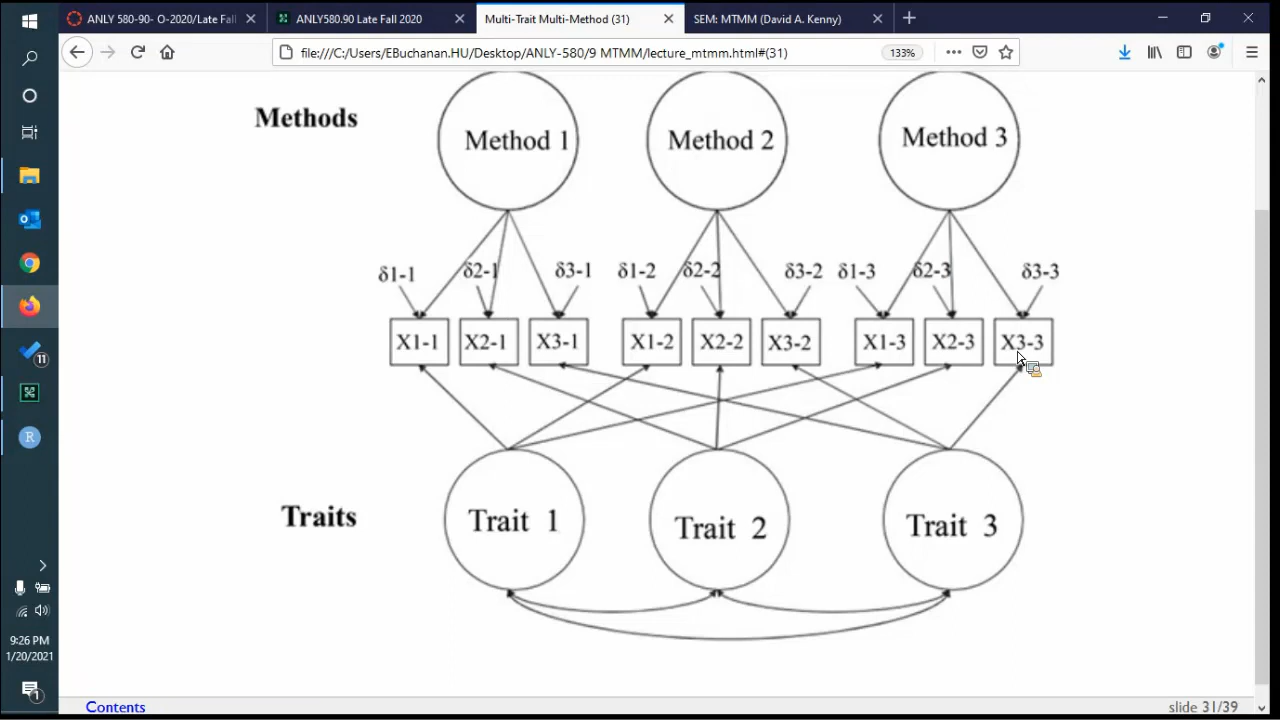 ANLY 580-90- O-2020/Late Fall
ANLY580.90 Late Fall 2020
Multi-Trait Multi-Method (31)
SEM: MTMM (David A. Kenny)
file:///C:/Users/EBuchanan.HU/Desktop/ANLY-580/9 MTMM/lecture_mtmm.html#(31)
133%
Methods
Method 1
Method 2
Method 3
δ1-1
δ2-1
δ3-1
δ1-2
δ2-2
δ3-2
δ1-3
δ2-3
δ3-3
X1-1
X2-1
X3-1
X1-2
X2-2
X3-2
X1-3
X2-3
X3-3
11
R
Traits
Trait 1
Trait 2
Trait 3
9:26 PM
1/20/2021
1
Contents
slide 31/39